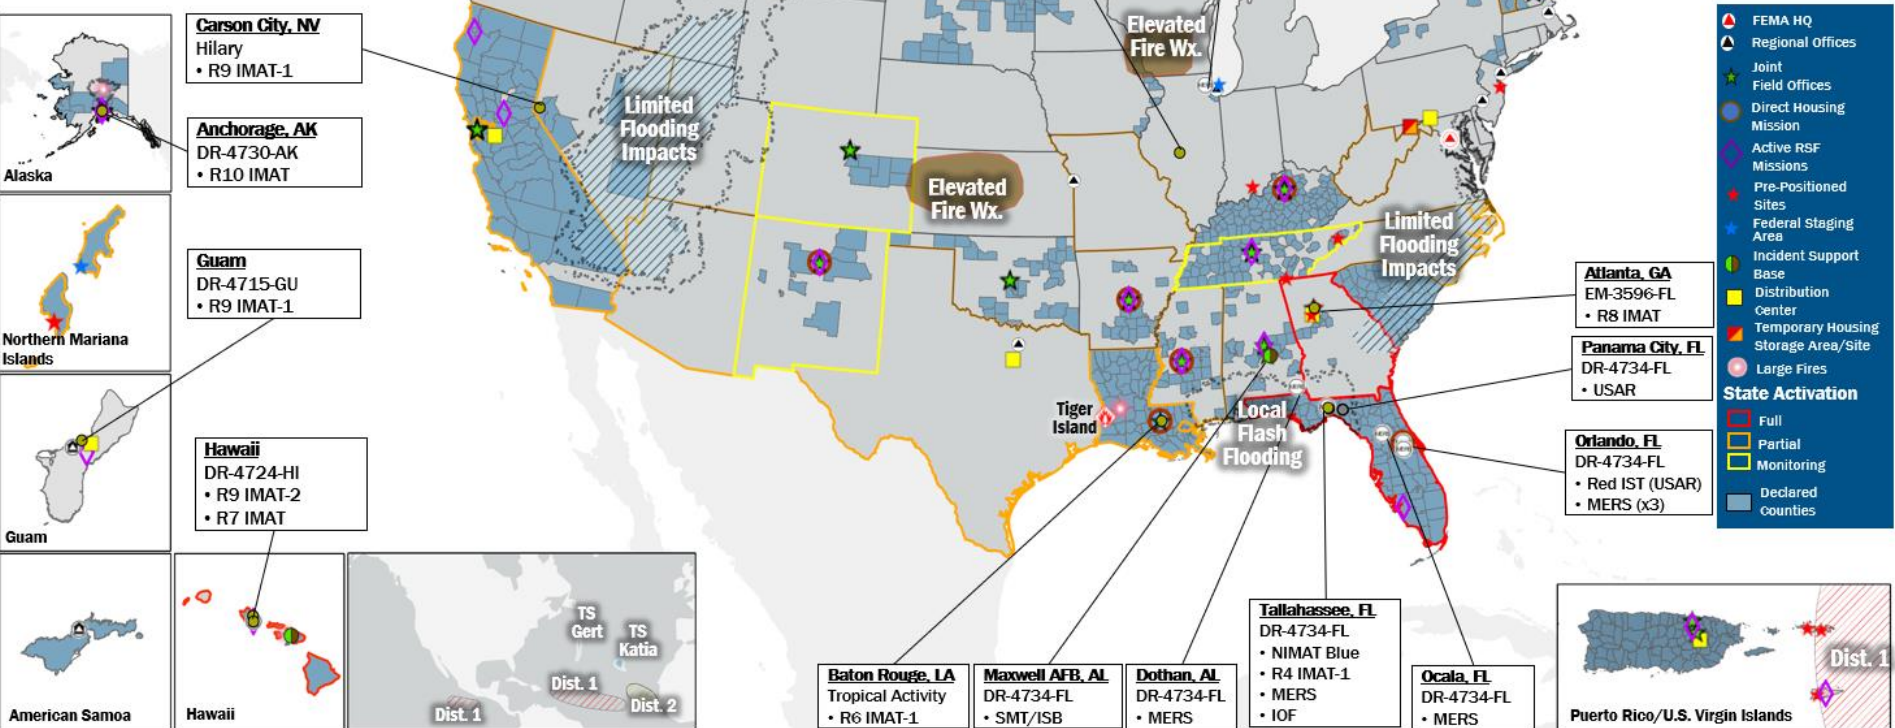 Carson City, NV
Hilary
• R9 IMAT-1
Anchorage, AK
DR-4730-AK
• R10 IMAT
Alaska
Northern Mariana
Islands
Guam
DR-4715-GU
• R9 IMAT-1
Guam
Hawaii
DR-4724-HI
• R9 IMAT-2
• R7 IMAT
American Samoa
Hawaii
Limited
Flooding
Impacts
Elevated
Fire Wx.
Elevated
Fire Wx.
Limited
Flooding
Impacts
Tiger
Island
Local
Flash
Flooding
TS
Gert
TS
Katia
Dist. 1
Dist. 1
Dist. 2
Baton Rouge, LA
Tropical Activity
• R6 IMAT-1
Maxwell AFB, AL
DR-4734-FL
• SMT/ISB
Dothan, AL
DR-4734-FL
• MERS
Tallahassee, FL
DR-4734-FL
• NIMAT Blue
• R4 IMAT-1
• MERS
• IOF
Ocala, FL
DR-4734-FL
• MERS
Atlanta, GA
EM-3596-FL
• R8 IMAT
Panama City, FL
DR-4734-FL
• USAR
Orlando, FL
DR-4734-FL
• Red IST (USAR)
• MERS (x3)
Dist. 1
Puerto Rico/U.S. Virgin Islands
FEMA HQ
Regional Offices
Joint
Field Offices
Direct Housing
Mission
Active RSF
Missions
Pre-Positioned
Sites
Federal Staging
Area
Incident Support
Base
Distribution
Center
Temporary Housing
Storage Area/Site
Large Fires
State Activation
Full
Partial
Monitoring
Declared
Counties